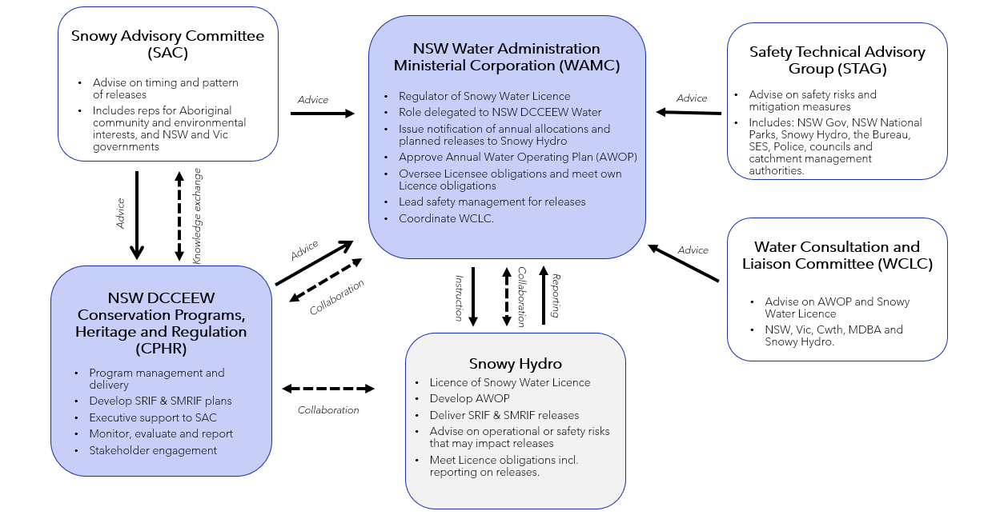 Snowy Advisory Committee
(SAC)
• Advise on timing and pattern
of releases
• Includes reps for Aboriginal
community and environmental
interests, and NSW and Vic
governments
Advice
NSW Water Administration
Ministerial Corporation (WAMC)
• Regulator of Snowy Water Licence
• Role delegated to NSW DCCEEW Water
• Issue notification of annual allocations and
planned releases to Snowy Hydro
• Approve Annual Water Operating Plan (AWOP)
• Oversee Licensee obligations and meet own
Licence obligations
• Lead safety management for releases
• Coordinate WCLC.
Advice
Safety Technical Advisory
Group (STAG)
• Advise on safety risks and
mitigation measures
• Includes: NSW Gov, NSW National
Parks, Snowy Hydro, the Bureau,
SES, Police, councils and
catchment management
authorities.
Advice
Knowledge exchange
Advice
Collaboration
Instruction
Collaboration
Reporting
Advice
Water Consultation and
Liaison Committee (WCLC)
• Advise on AWOP and Snowy
Water Licence
• NSW, Vic, Cwth, MDBA and
Snowy Hydro.
NSW DCCEEW
Conservation Programs,
Heritage and Regulation
(CPHR)
• Program management and
delivery
• Develop SRIF & SMRIF plans
• Executive support to SAC
• Monitor, evaluate and report
• Stakeholder engagement
Collaboration
Snowy Hydro
• Licence of Snowy Water Licence
• Develop AWOP
• Deliver SRIF & SMRIF releases
• Advise on operational or safety risks
that may impact releases
• Meet Licence obligations incl.
reporting on releases.